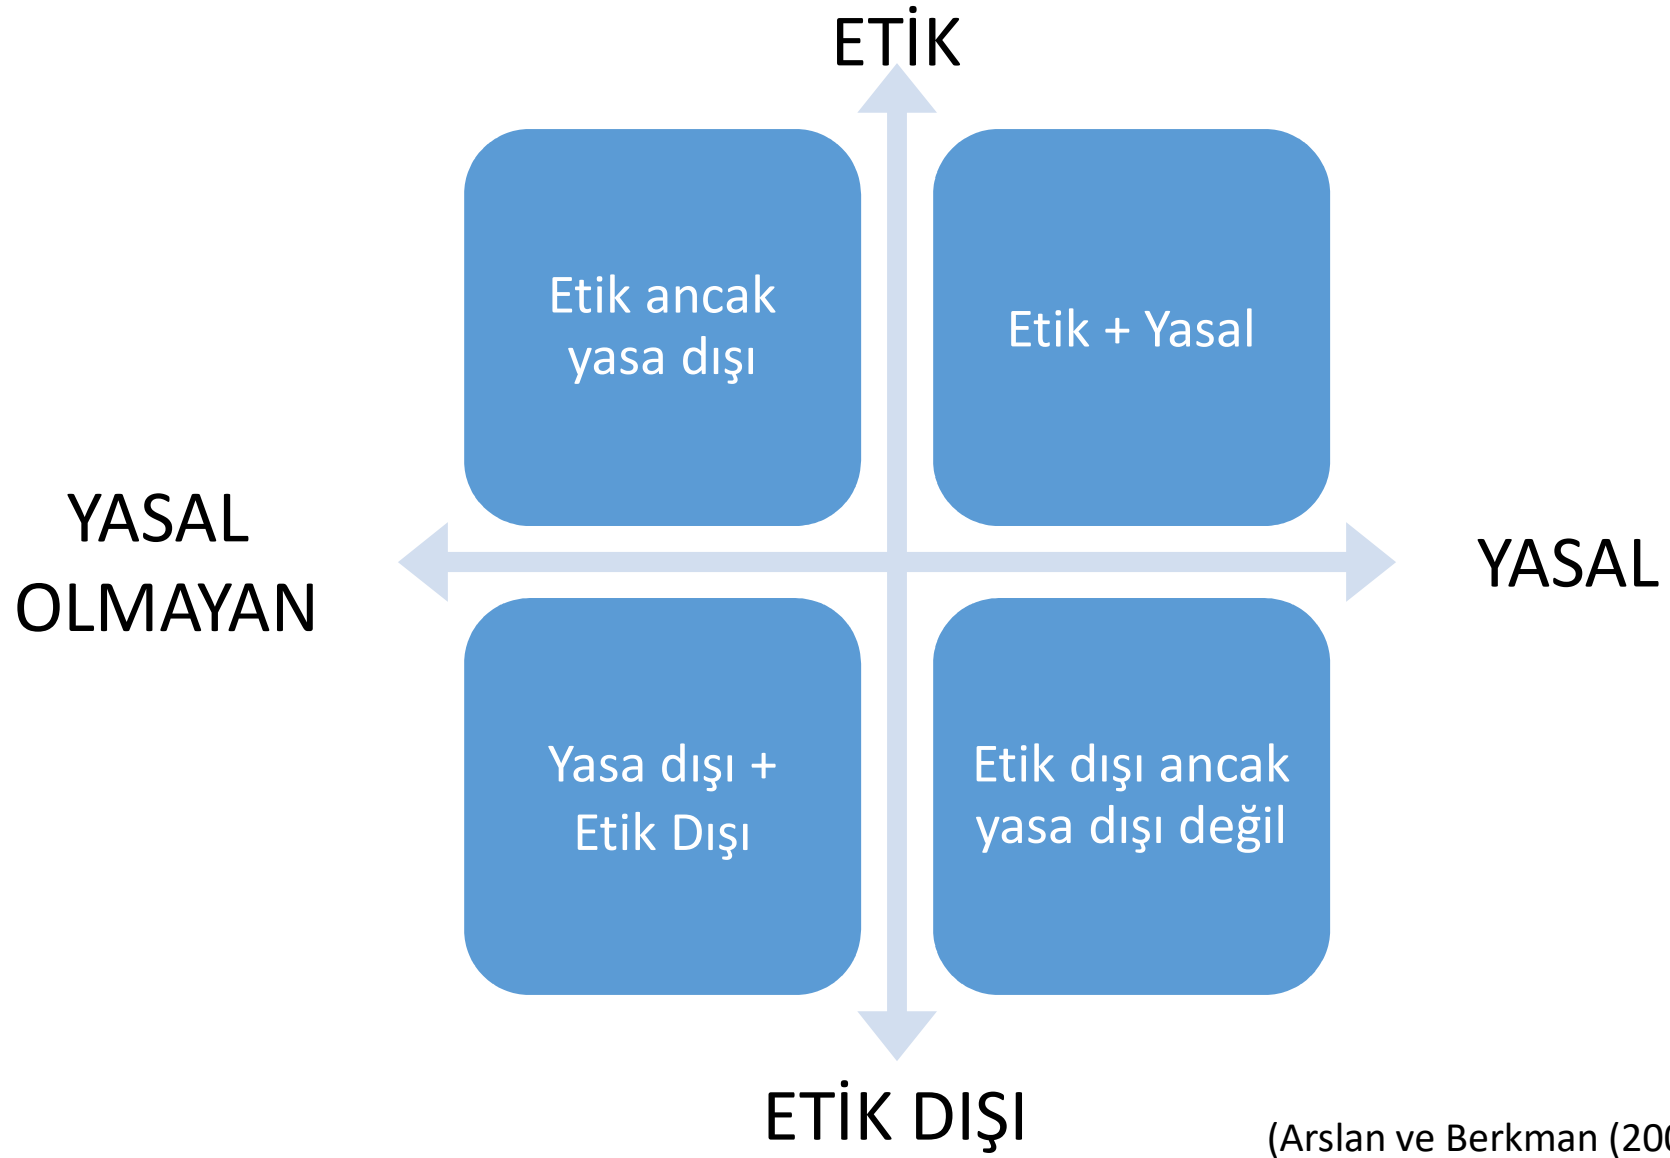 ETİK
Etik ancak
yasa dışı
Etik + Yasal
YASAL
OLMAYAN
YASAL
Yasa dışı +
Etik Dışı
Etik dışı ancak
yasa dışı değil
ETİK DIŞI
(Arslan ve Berkman